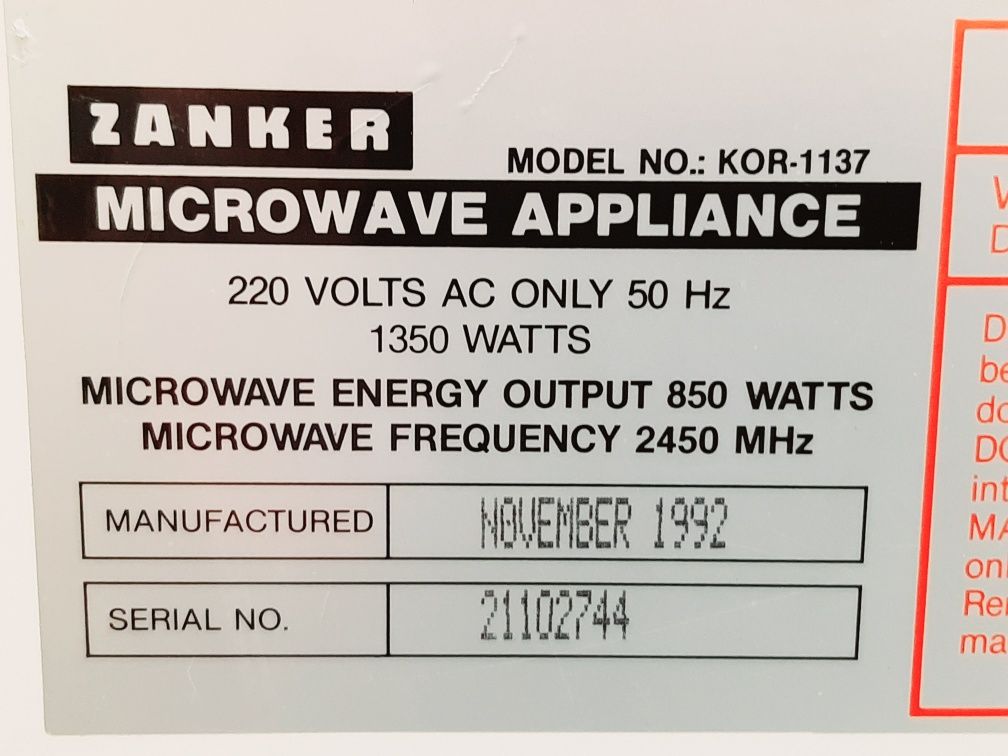 ZANKER
MODEL NO.: KOR-1137
MICROWAVE APPLIANCE
220 VOLTS AC ONLY 50 Hz
1350 WATTS
MICROWAVE ENERGY OUTPUT 850 WATTS
MICROWAVE FREQUENCY 2450 MHz
MANUFACTURED NOVEMBER 1992
SERIAL NO. 21102744